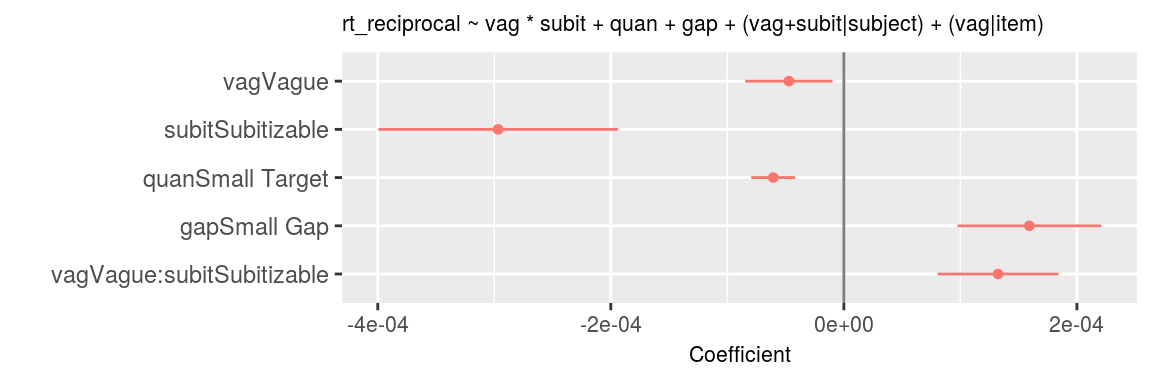 rt_reciprocal ~ vag * subit + quan + gap + (vag+subit|subject) + (vag|item)
vagVague
subitSubitizable
quanSmall Target
gapSmall Gap
vagVague:subitSubitizable
-4e-04 -2e-04 0e+00 2e-04
Coefficient